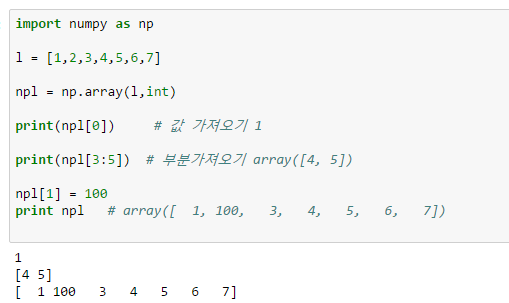 import numpy as np
l = [1,2,3,4,5,6,7]
npl = np.array(l,int)
print(npl[0])     # 값 가져오기 1
print(npl[3:5])  # 부분가져오기 array([4, 5])
npl[1] = 100
print npl   # array([  1, 100,   3,   4,   5,   6,   7])
1
[4 5]
[  1 100   3   4   5   6   7]